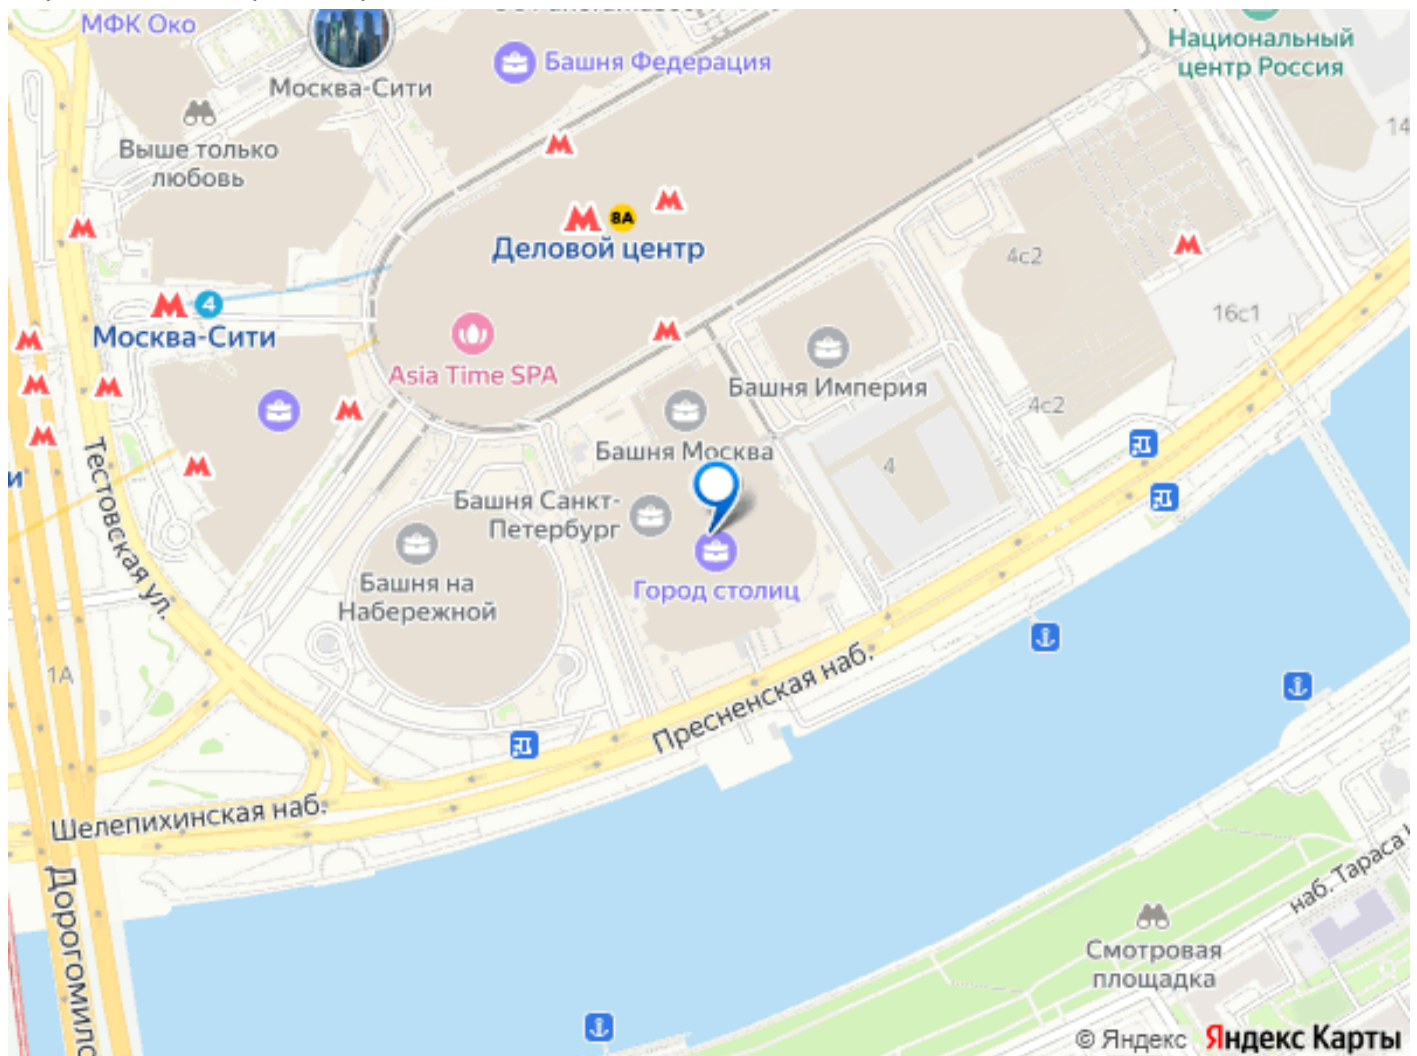 МФК Око
Москва-Сити
Башня Федерация
Национальный
центр Россия
14
Выше только
любовь
8А
Деловой центр
4с2
4
Москва-Сити
16с1
Asia Time SPA
Башня Империя
4с2
Башня Москва
4
Башня Санкт-
Петербург
Тестовская ул.
Башня на
Набережной
Город столиц
1А
Пресненская наб.
Шелепихинская наб.
Дорогомило
наб. Тараса
Смотровая
площадка
© Яндекс Яндекс Карты